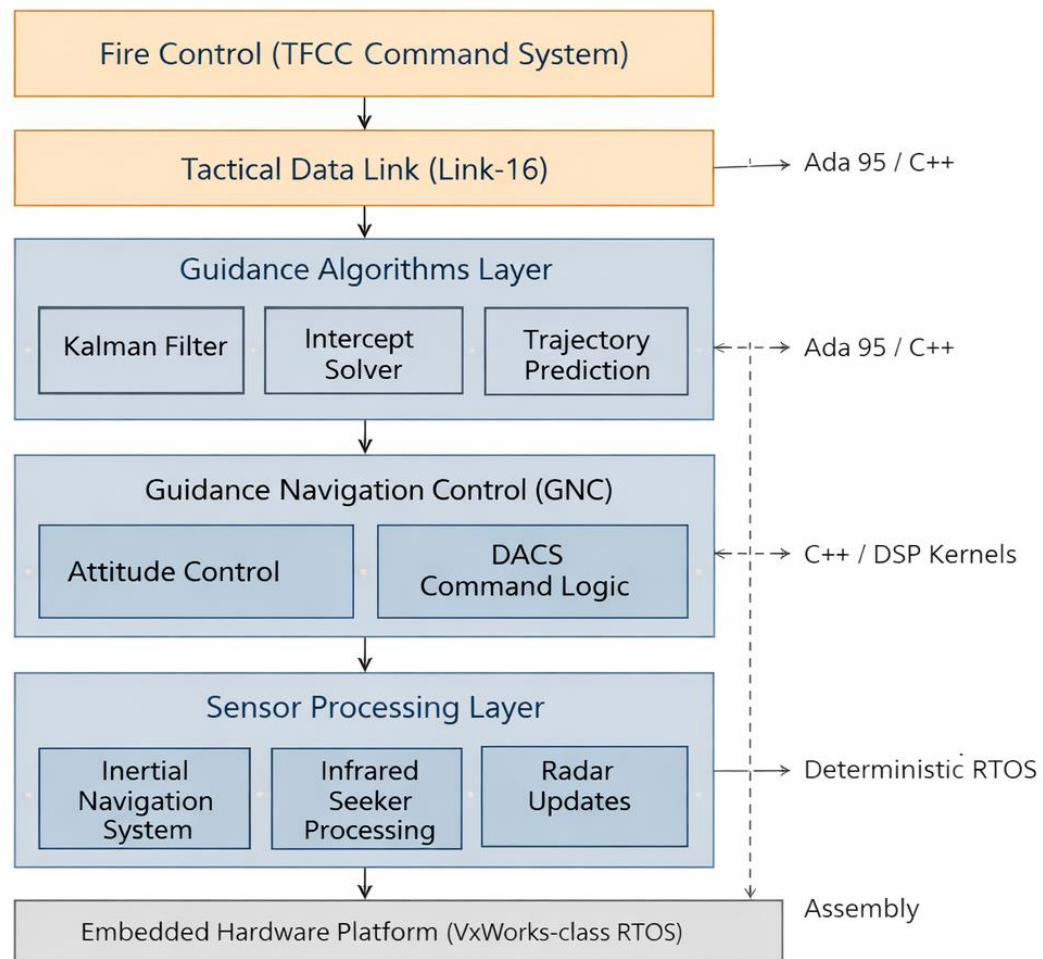 Fire Control (TFCC Command System)
Tactical Data Link (Link-16)
Ada 95 / C++
Guidance Algorithms Layer
Kalman Filter
Intercept
Solver
Trajectory
Prediction
Ada 95 / C++
Guidance Navigation Control (GNC)
Attitude Control
DACS
Command Logic
C++ / DSP Kernels
Sensor Processing Layer
Inertial
Navigation
System
Infrared
Seeker
Processing
Radar
Updates
Deterministic RTOS
Assembly
Embedded Hardware Platform (VxWorks-class RTOS)